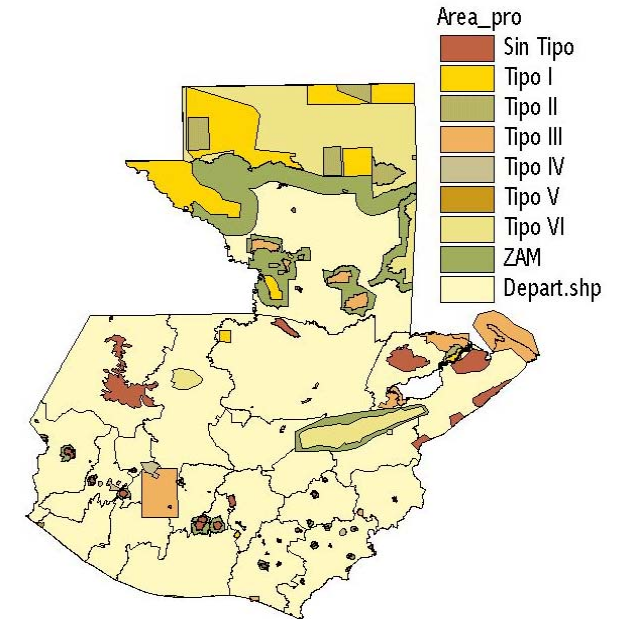 Area_pro
Sin Tipo
Tipo I
Tipo II
Tipo III
Tipo IV
Tipo V
Tipo VI
ZAM
Depart.shp